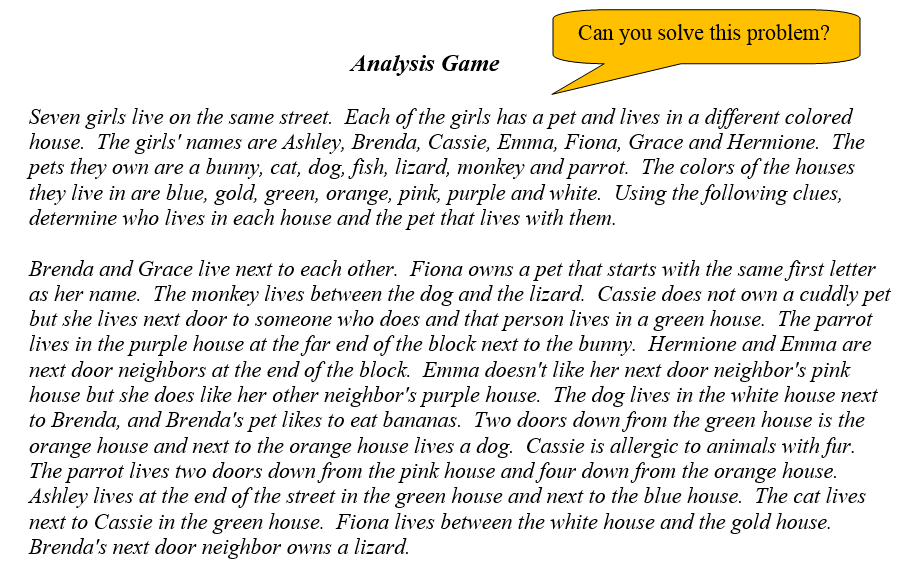 Can you solve this problem?
Analysis Game
Seven girls live on the same street.  Each of the girls has a pet and lives in a different colored
house.  The girls' names are Ashley, Brenda, Cassie, Emma, Fiona, Grace and Hermione.  The
pets they own are a bunny, cat, dog, fish, lizard, monkey and parrot.  The colors of the houses
they live in are blue, gold, green, orange, pink, purple and white.  Using the following clues,
determine who lives in each house and the pet that lives with them.
Brenda and Grace live next to each other.  Fiona owns a pet that starts with the same first letter
as her name.  The monkey lives between the dog and the lizard.  Cassie does not own a cuddly pet
but she lives next door to someone who does and that person lives in a green house.  The parrot
lives in the purple house at the far end of the block next to the bunny.  Hermione and Emma are
next door neighbors at the end of the block.  Emma doesn't like her next door neighbor's pink
house but she does like her other neighbor's purple house.  The dog lives in the white house next
to Brenda, and Brenda's pet likes to eat bananas.  Two doors down from the green house is the
orange house and next to the orange house lives a dog.  Cassie is allergic to animals with fur.
The parrot lives two doors down from the pink house and four down from the orange house.
Ashley lives at the end of the street in the green house and next to the blue house.  The cat lives
next to Cassie in the green house.  Fiona lives between the white house and the gold house.
Brenda's next door neighbor owns a lizard.